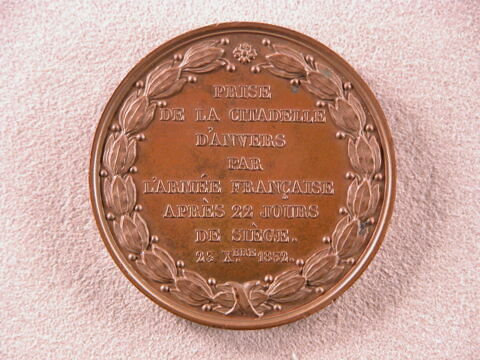 PRISE
DE LA CITADELLE
D'ANVERS
PAR
L'ARMÉE FRANÇAISE
APRÈS 22 JOURS
DE SIÈGE.
23 XBRE 1832.